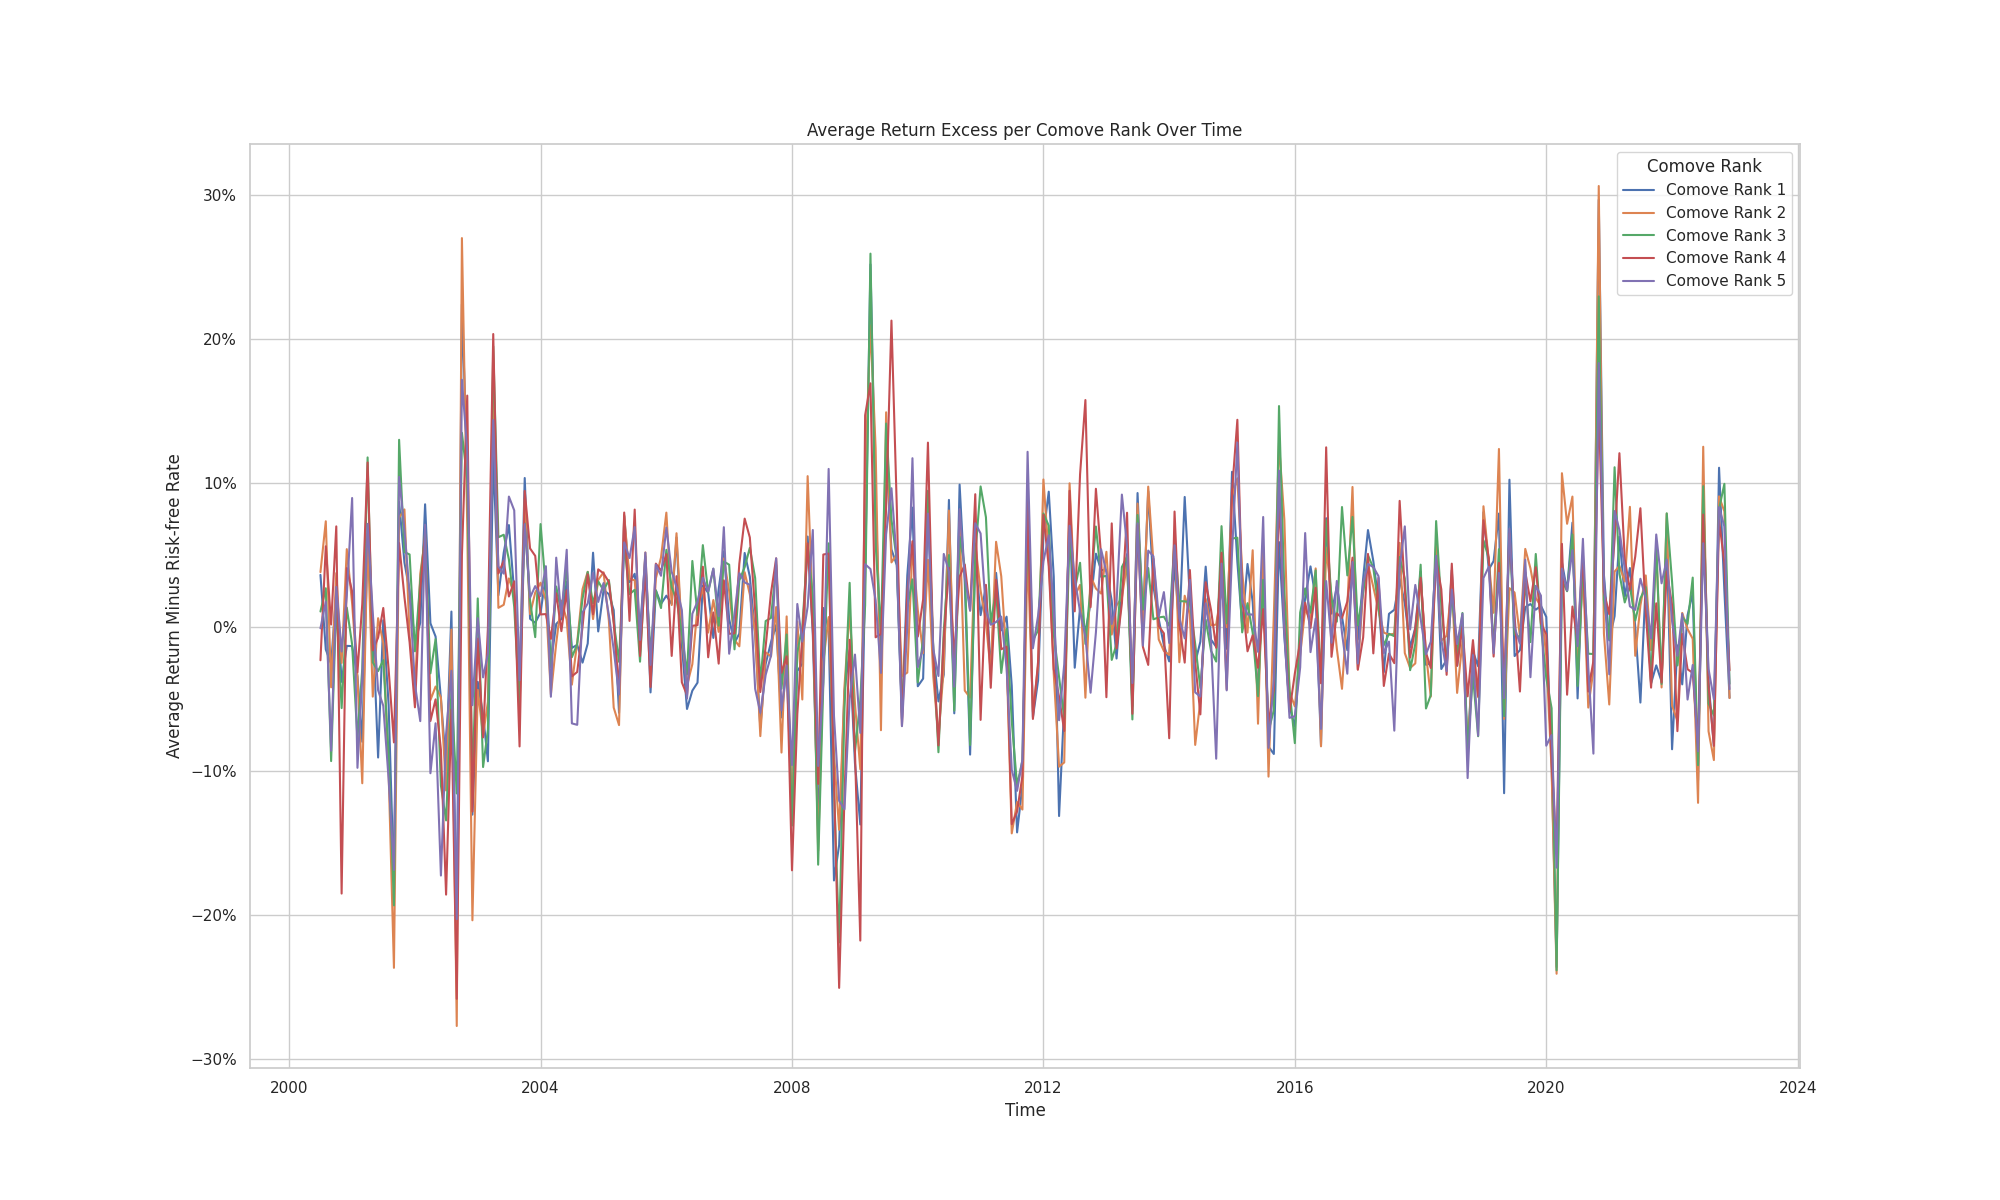 Average Return Excess per Comove Rank Over Time
Average Return Minus Risk-free Rate
30%
20%
10%
0%
−10%
−20%
−30%
2000
2004
2008
2012
2016
2020
2024
Time
Comove Rank
Comove Rank 1
Comove Rank 2
Comove Rank 3
Comove Rank 4
Comove Rank 5